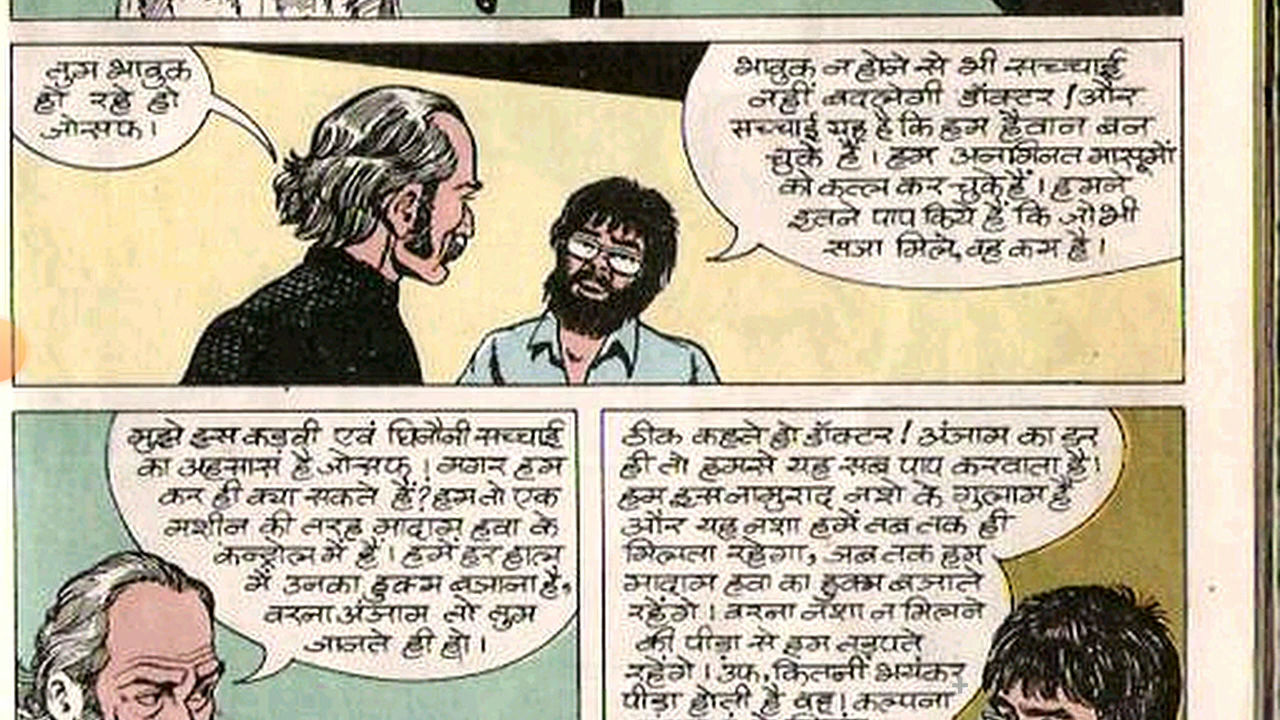 तुम भावुक
हो रहे हो
जोसफ।
भावुक न होने से भी सच्चाई
नहीं बदलेगी डॉक्टर! और
सच्चाई यह है कि हम हैवान बन
चुके हैं। हम अनगिनत मासूमों
को कत्ल कर चुके हैं। हमने
इतने पाप किये हैं कि जो भी
सजा मिले, वह कम है।
मुझे इस कड़वी एवं घिनौनी सच्चाई
का अहसास है जोसफ। मगर हम
कर ही क्या सकते हैं? हम तो एक
मशीन की तरह मादाम हवा के
कन्ट्रोल में हैं। हमें हर हाल
में उनका हुक्म बजाना है,
वरना अंजाम तो तुम
जानते ही हो।
ठीक कहते हो डॉक्टर! अंजाम का डर
ही तो हमसे यह सब पाप करवाता है।
हम इस नामुराद नशे के गुलाम हैं
और यह नशा हमें तब तक ही
मिलता रहेगा, जब तक हम
मादाम हवा का हुक्म बजाते
रहेंगे। वरना नशा न मिलने
की पीड़ा से हम तड़पते
रहेंगे। उफ, कितनी भयंकर
पीड़ा होती है वह। कल्पना